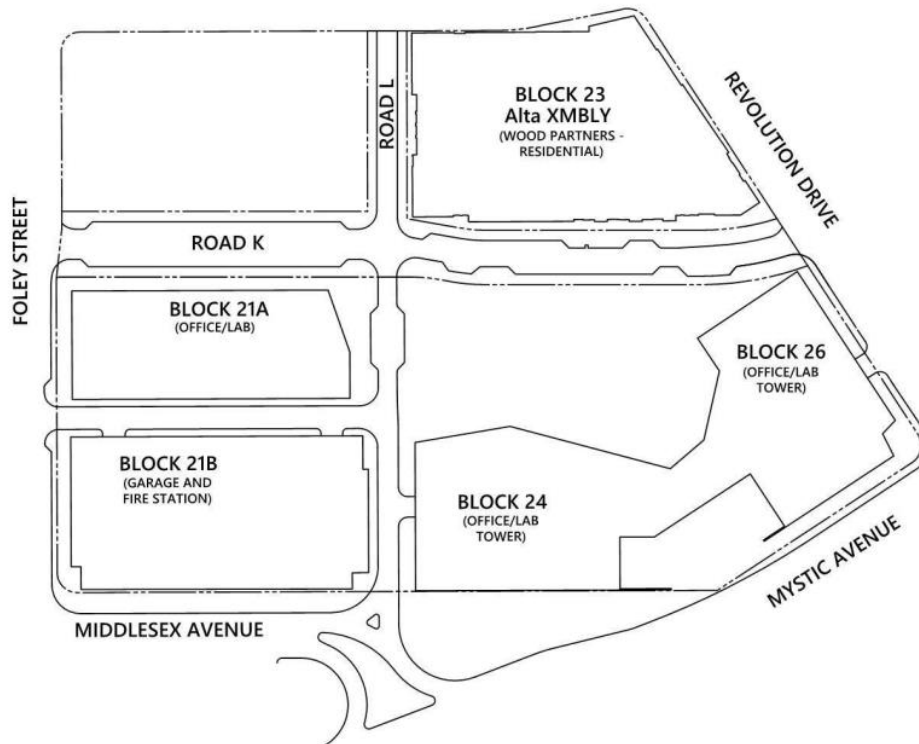 BLOCK 23
Alta XMBLY
(WOOD PARTNERS -
RESIDENTIAL)
ROAD L
REVOLUTION DRIVE
FOLEY STREET
ROAD K
BLOCK 21A
(OFFICE/LAB)
BLOCK 26
(OFFICE/LAB
TOWER)
BLOCK 21B
(GARAGE AND
FIRE STATION)
BLOCK 24
(OFFICE/LAB
TOWER)
MYSTIC AVENUE
MIDDLESEX AVENUE